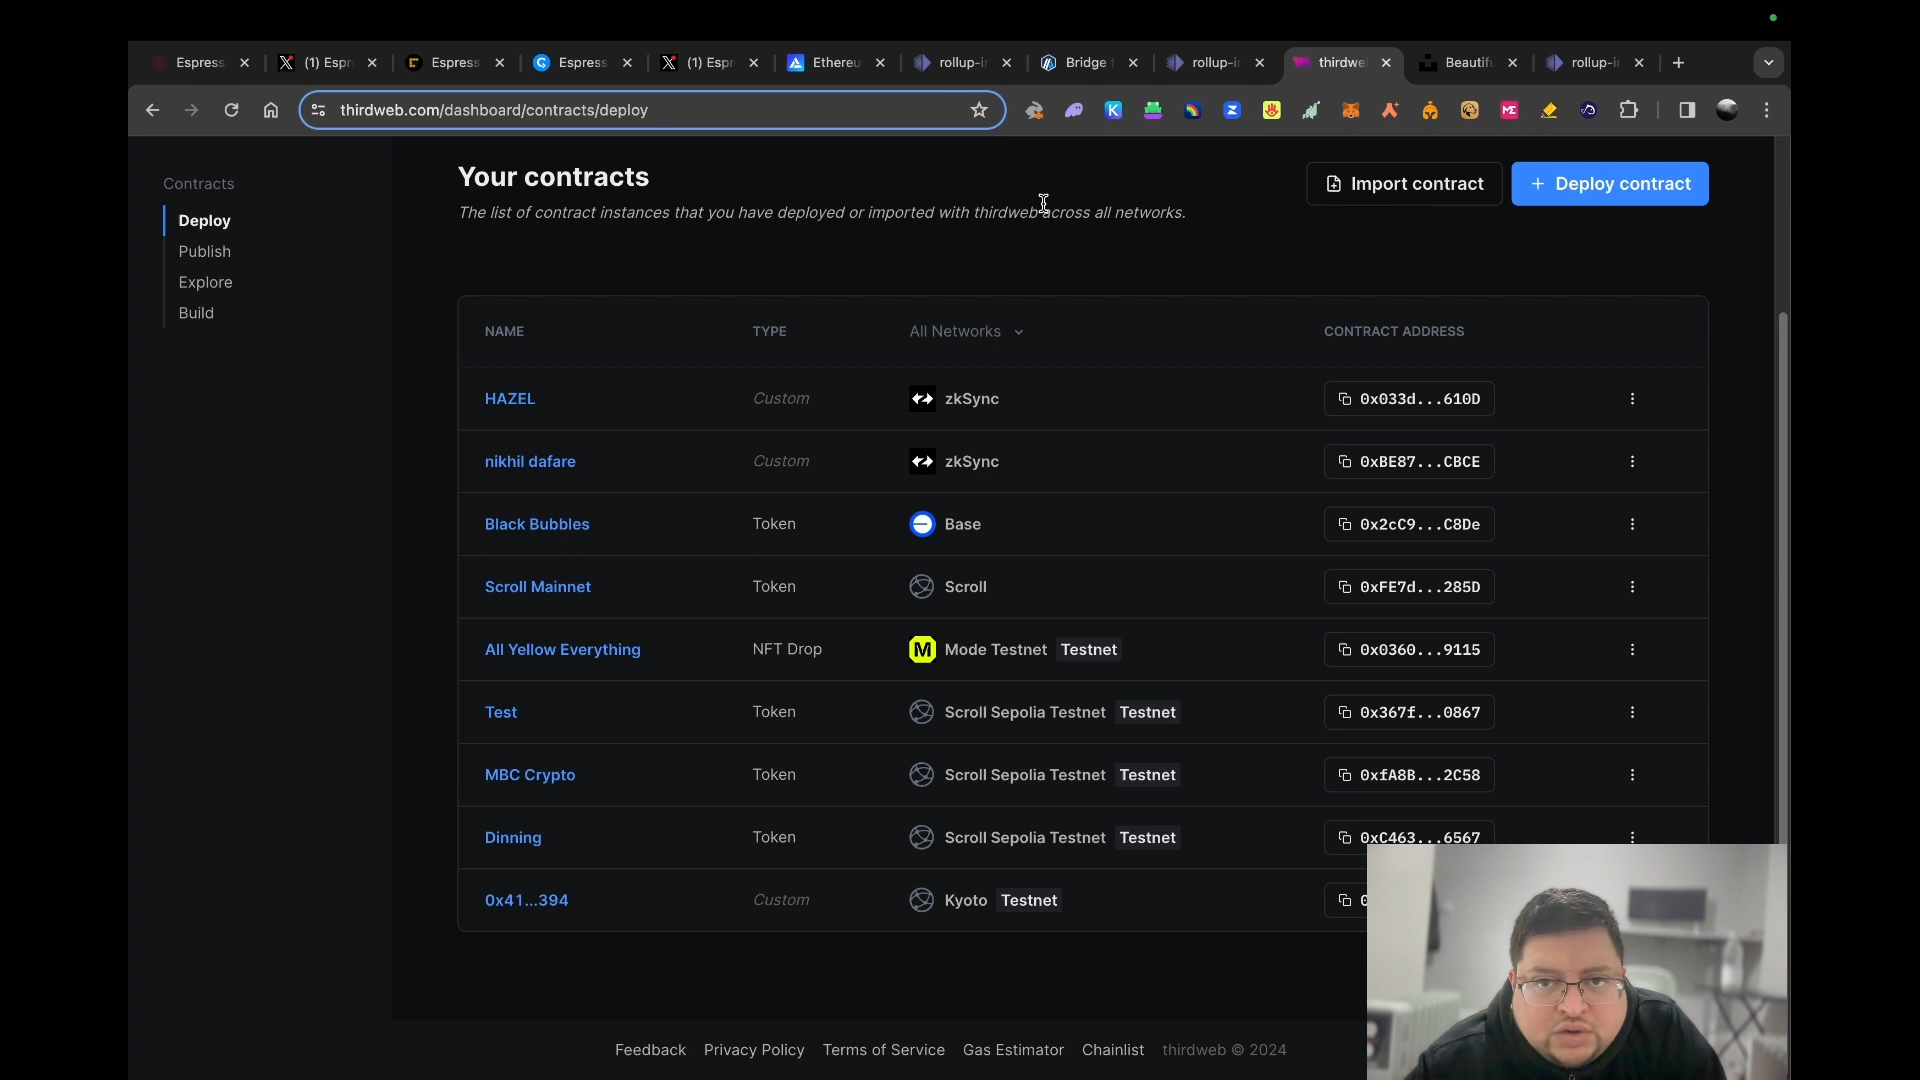 Espress
(1) Espr
Espress
Espress
(1) Espr
Ethereu
rollup-ir
Bridge t
rollup-ir
thirdwe
Beautifu
rollup-ir
thirdweb.com/dashboard/contracts/deploy
Contracts
Deploy
Publish
Explore
Build
Your contracts
The list of contract instances that you have deployed or imported with thirdweb across all networks.
Import contract
+ Deploy contract
NAME TYPE All Networks CONTRACT ADDRESS
HAZEL Custom zkSync 0x033d...610D
nikhil dafare Custom zkSync 0xBE87...CBCE
Black Bubbles Token Base 0x2cC9...C8De
Scroll Mainnet Token Scroll 0xFE7d...285D
All Yellow Everything NFT Drop Mode Testnet Testnet 0x0360...9115
Test Token Scroll Sepolia Testnet Testnet 0x367f...0867
MBC Crypto Token Scroll Sepolia Testnet Testnet 0xfA8B...2C58
Dinning Token Scroll Sepolia Testnet Testnet 0xC463...6567
0x41...394 Custom Kyoto Testnet
Feedback Privacy Policy Terms of Service Gas Estimator Chainlist thirdweb © 2024